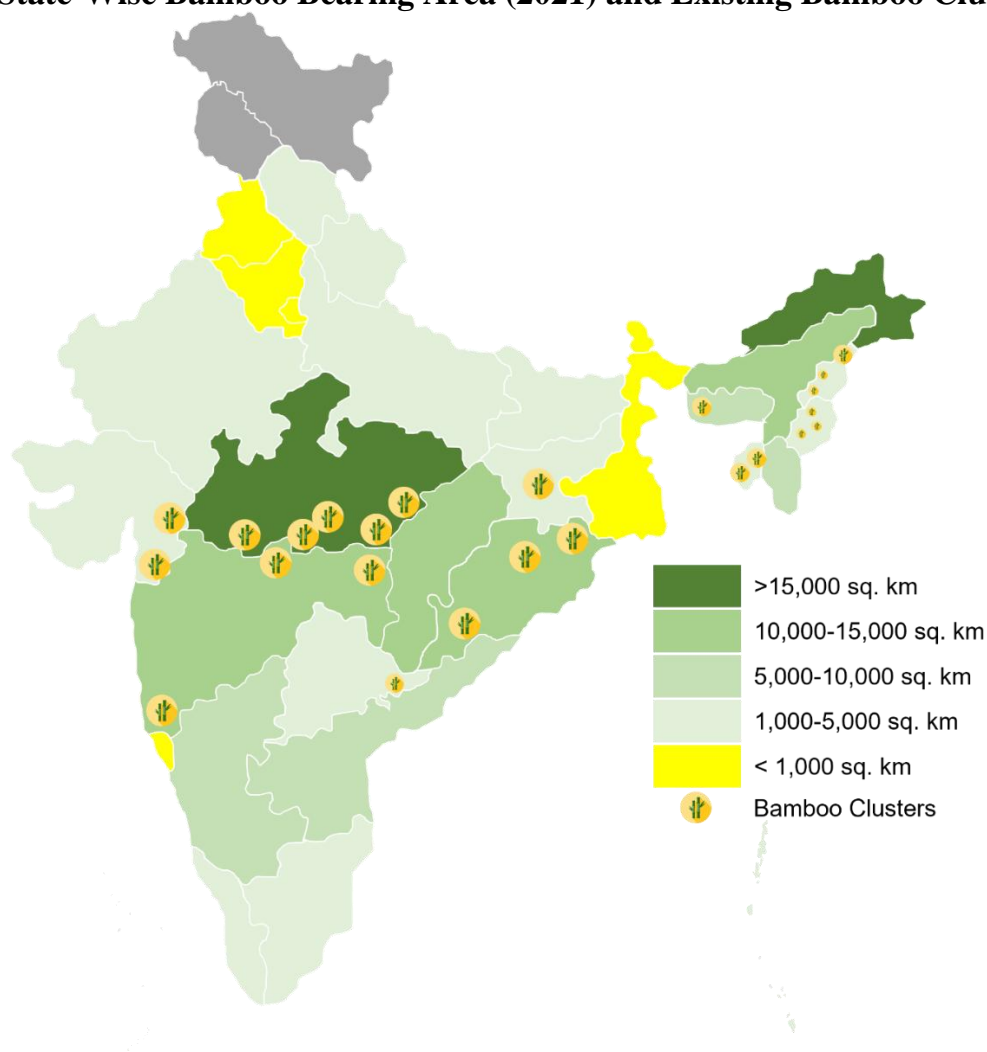 State-Wise Bamboo Bearing Area (2021) and Existing Bamboo
>15,000 sq. km
10,000-15,000 sq. km
5,000-10,000 sq. km
1,000-5,000 sq. km
< 1,000 sq. km
Bamboo Clusters